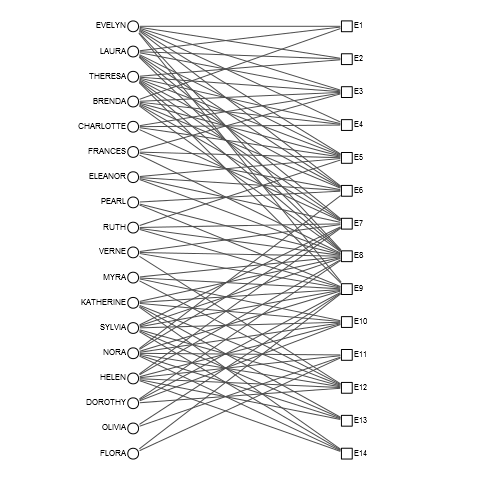 EVELYN
LAURA
THERESA
BRENDA
CHARLOTTE
FRANCES
ELEANOR
PEARL
RUTH
VERNE
MYRA
KATHERINE
SYLVIA
NORA
HELEN
DOROTHY
OLIVIA
FLORA
E1
E2
E3
E4
E5
E6
E7
E8
E9
E10
E11
E12
E13
E14